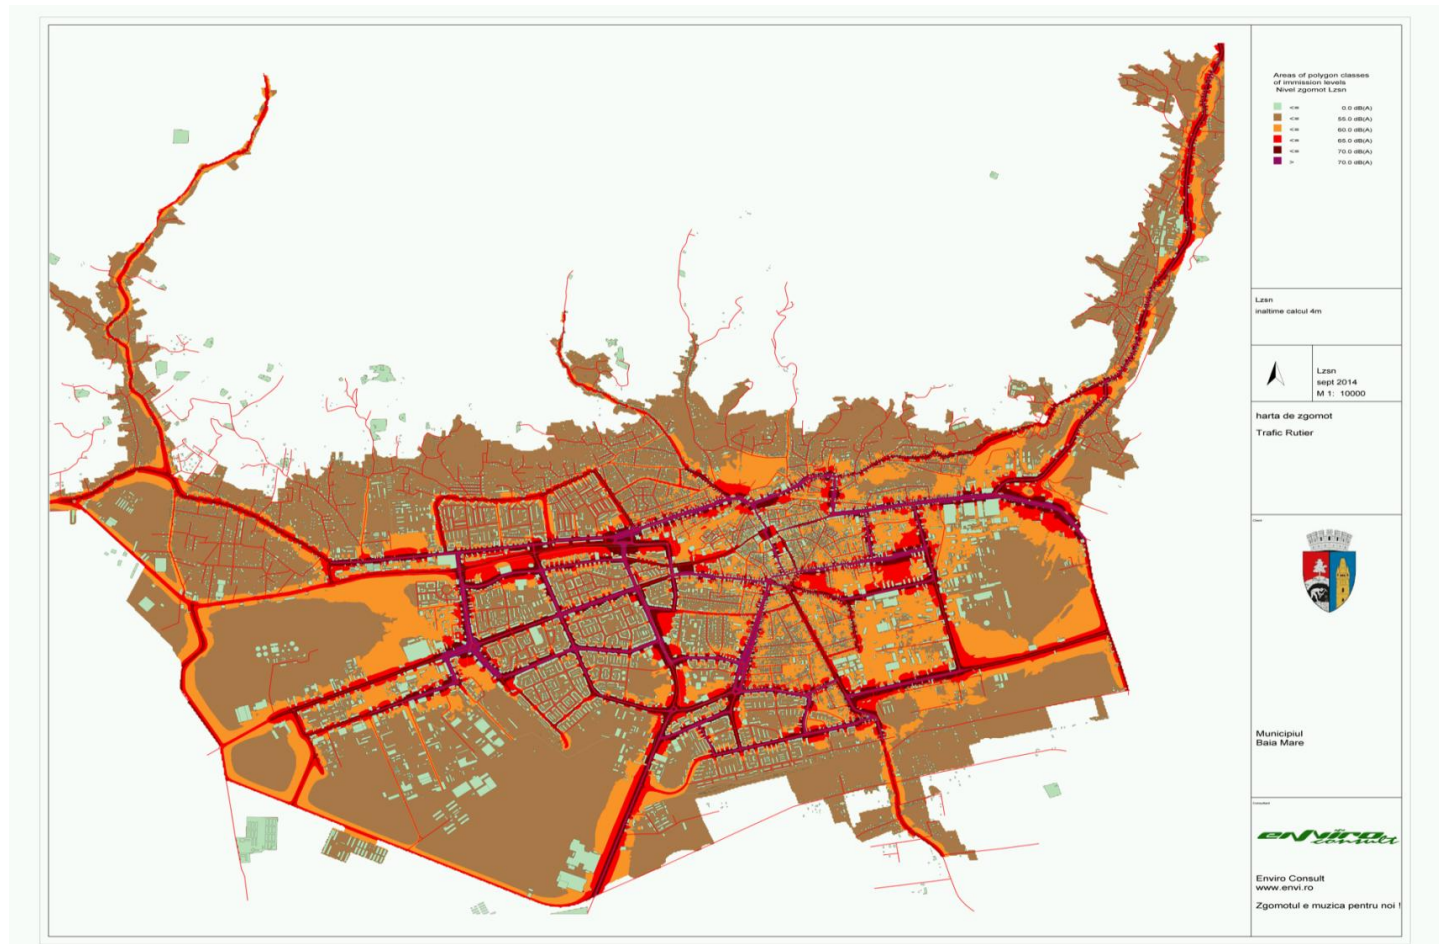 Areas of polygon classes
of immission levels
Nivel zgomot Lzsn
<= 0.0 dB(A)
<= 55.0 dB(A)
<= 60.0 dB(A)
<= 65.0 dB(A)
<= 70.0 dB(A)
> 70.0 dB(A)
Lzsn
inaltime calcul 4m
Lzsn
sept 2014
M 1: 10000
harta de zgomot
Trafic Rutier
Municipiul
Baia Mare
enviro
consult
Enviro Consult
www.envi.ro
Zgomotul e muzica pentru noi !